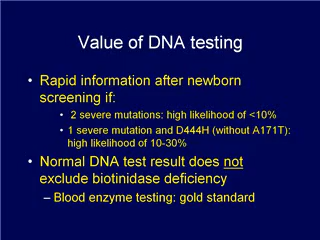 Value of DNA testing
• Rapid information after newborn
screening if:
• 2 severe mutations: high likelihood of <10%
• 1 severe mutation and D444H (without A171T):
high likelihood of 10-30%
• Normal DNA test result does not
exclude biotinidase deficiency
– Blood enzyme testing: gold standard